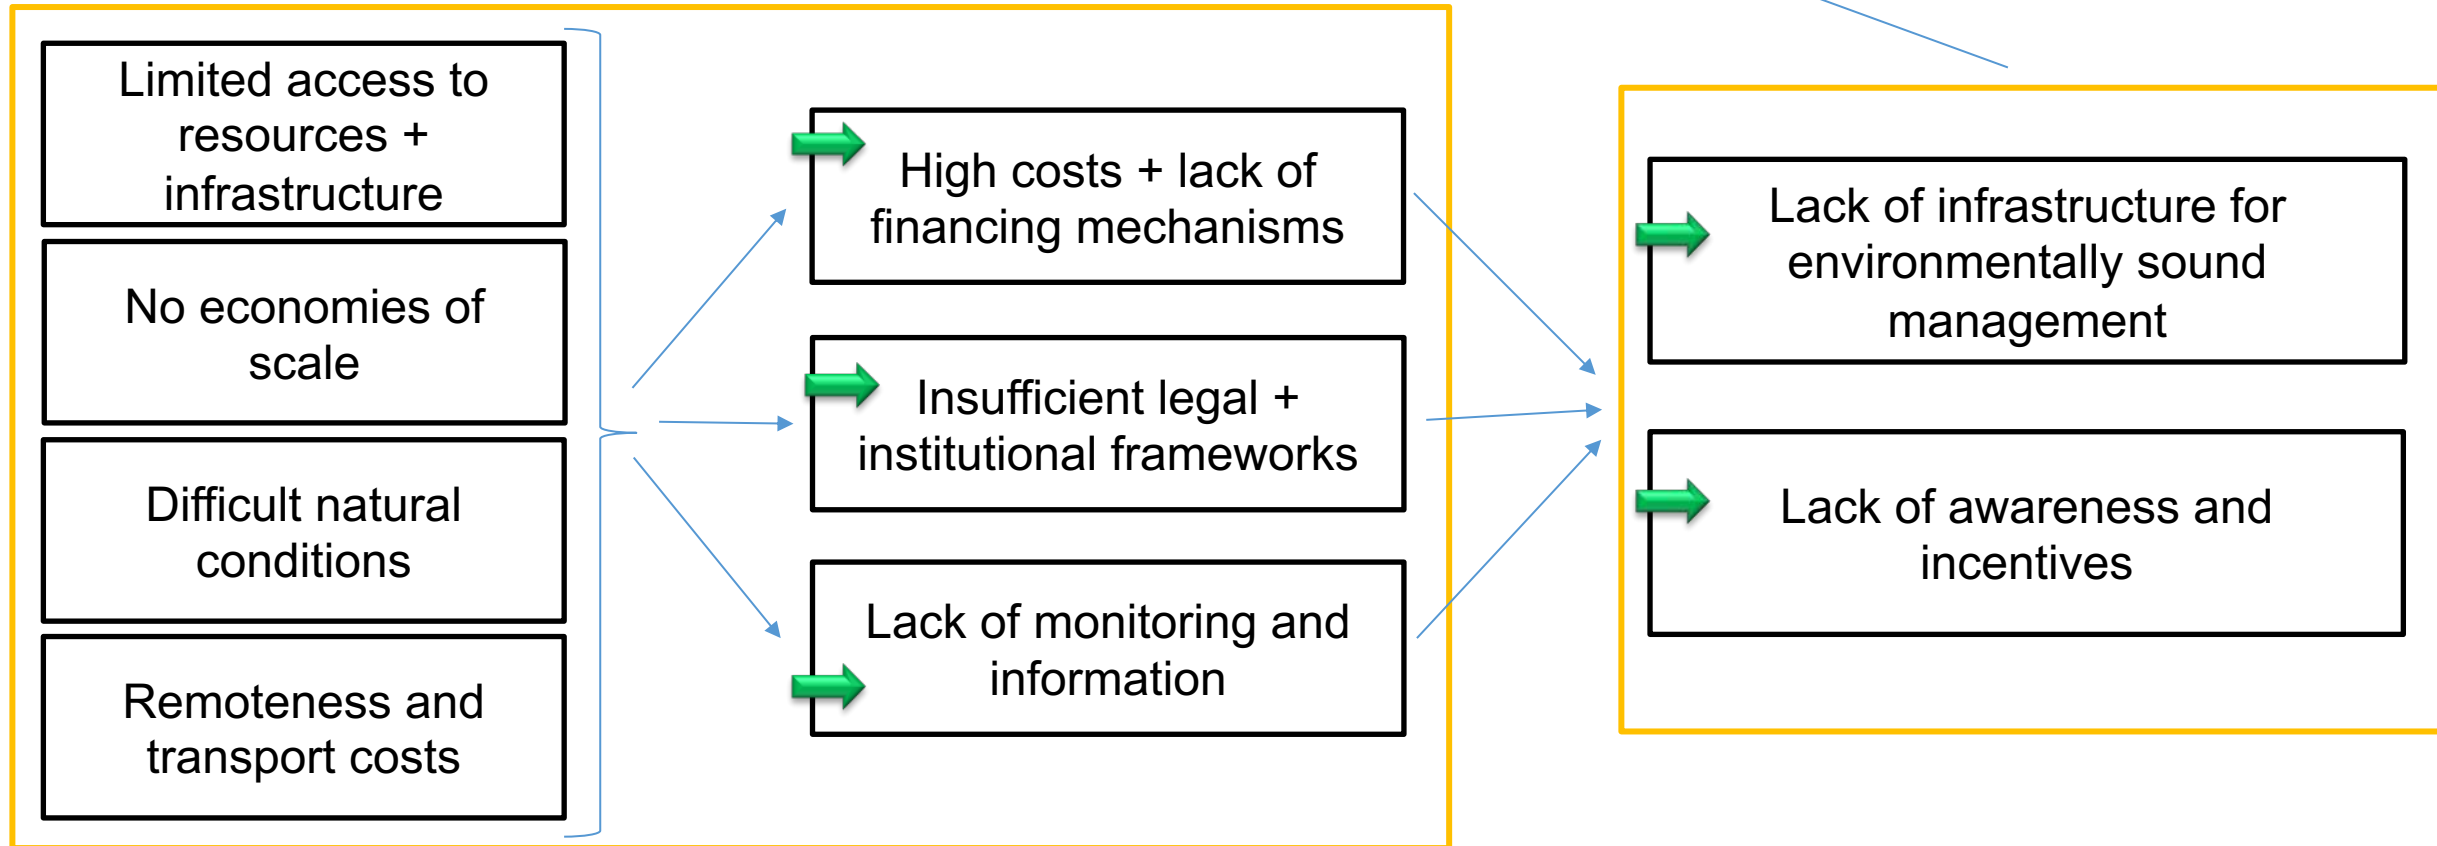 Limited access to
resources +
infrastructure
No economies of
scale
Difficult natural
conditions
Remoteness and
transport costs
High costs + lack of
financing mechanisms
Insufficient legal +
institutional frameworks
Lack of monitoring and
information
Lack of infrastructure for
environmentally sound
management
Lack of awareness and
incentives